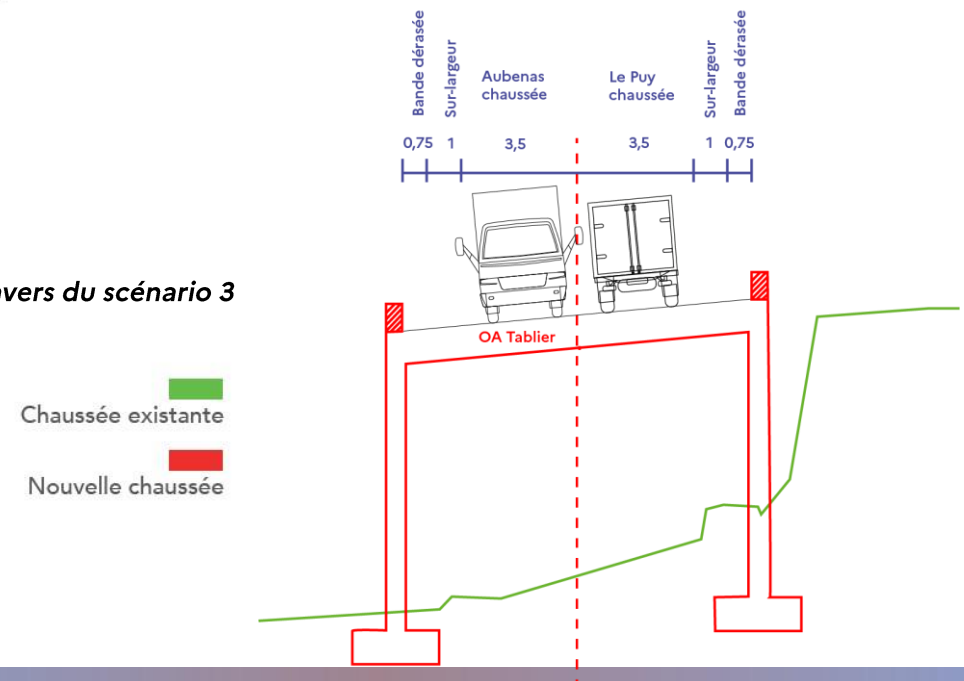 Bande dérasée
Sur-largeur
Aubenas
chaussée
Le Puy
chaussée
Sur-largeur
Bande dérasée
0,75 1 3,5 3,5 1 0,75
avers du scénario 3
OA Tablier
Chaussée existante
Nouvelle chaussée